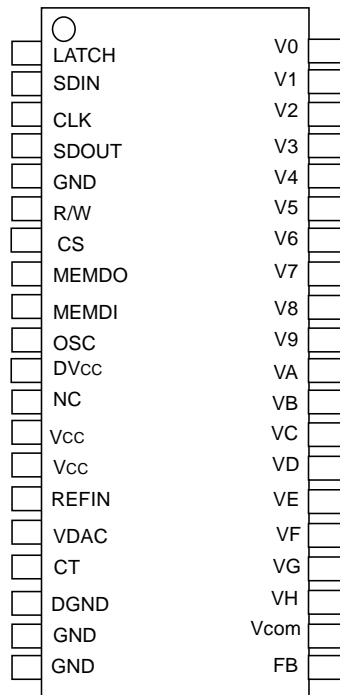 LATCH
SDIN
CLK
SDOUT
GND
R/W
CS
MEMDO
MEMDI
OSC
DVCC
NC
VCC
VCC
REFIN
VDAC
CT
DGND
GND
GND
V0
V1
V2
V3
V4
V5
V6
V7
V8
V9
VA
VB
VC
VD
VE
VF
VG
VH
Vcom
FB